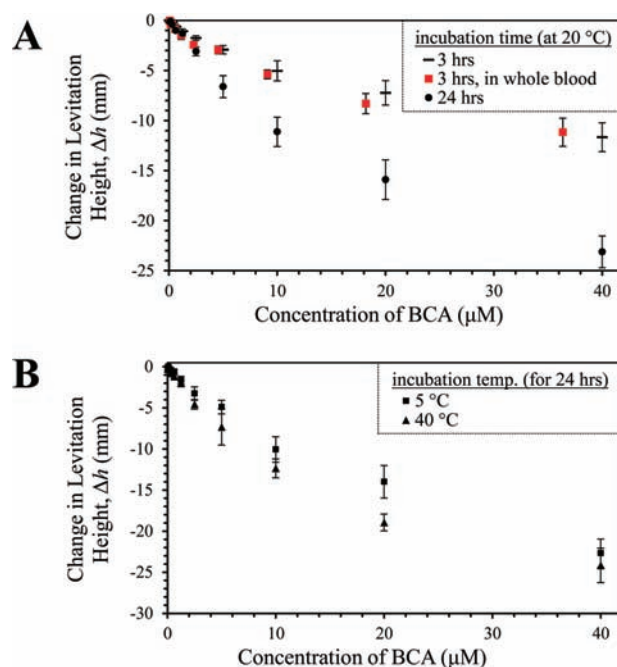 A
0
-5
-10
-15
-20
-25
Change in Levitation
Height, Δh (mm)
incubation time (at 20 °C)
3 hrs
3 hrs, in whole blood
24 hrs
0
10
20
30
40
Concentration of BCA (μM)
B
0
-5
-10
-15
-20
-25
-30
Change in Levitation
Height, Δh (mm)
incubation temp. (for 24 hrs)
5 °C
40 °C
0
10
20
30
40
Concentration of BCA (μM)